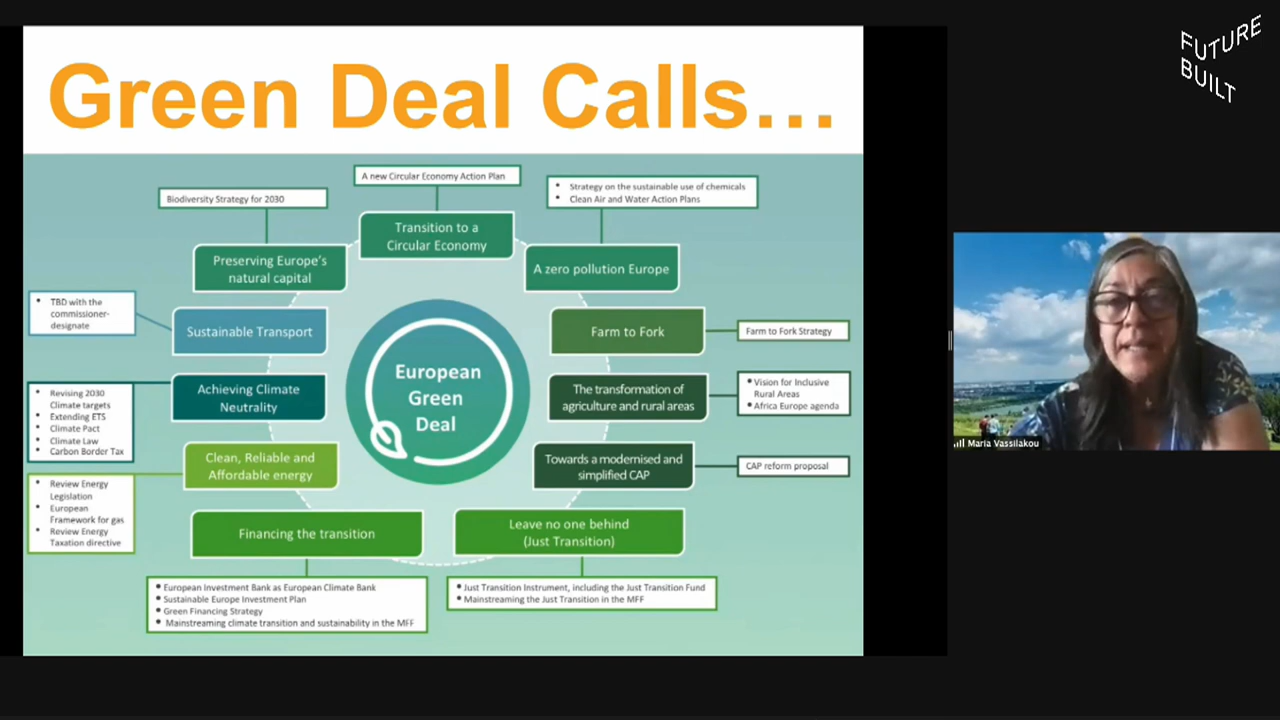 Green Deal Calls...
FUTURE
BUILT
A new Circular Economy Action Plan
Biodiversity Strategy for 2030
• Strategy on the sustainable use of chemicals
• Clean Air and Water Action Plans
Transition to a
Circular Economy
Preserving Europe's
natural capital
A zero pollution Europe
• TBD with the
commissioner-
designate
Sustainable Transport
Farm to Fork
Farm to Fork Strategy
European
Green
Deal
• Revising 2030
Climate targets
• Extending ETS
• Climate Pact
• Climate Law
• Carbon Border Tax
Achieving Climate
Neutrality
The transformation of
agriculture and rural areas
• Vision for Inclusive
Rural Areas
• Africa Europe agenda
Clean, Reliable and
Affordable energy
Towards a modernised and
simplified CAP
CAP reform proposal
• Review Energy
Legislation
• European
Framework for gas
• Review Energy
Taxation directive
Financing the transition
Leave no one behind
(Just Transition)
• European Investment Bank as European Climate Bank
• Sustainable Europe Investment Plan
• Green Financing Strategy
• Mainstreaming climate transition and sustainability in the MFF
• Just Transition Instrument, including the Just Transition Fund
• Mainstreaming the Just Transition in the MFF
Maria Vassilakou